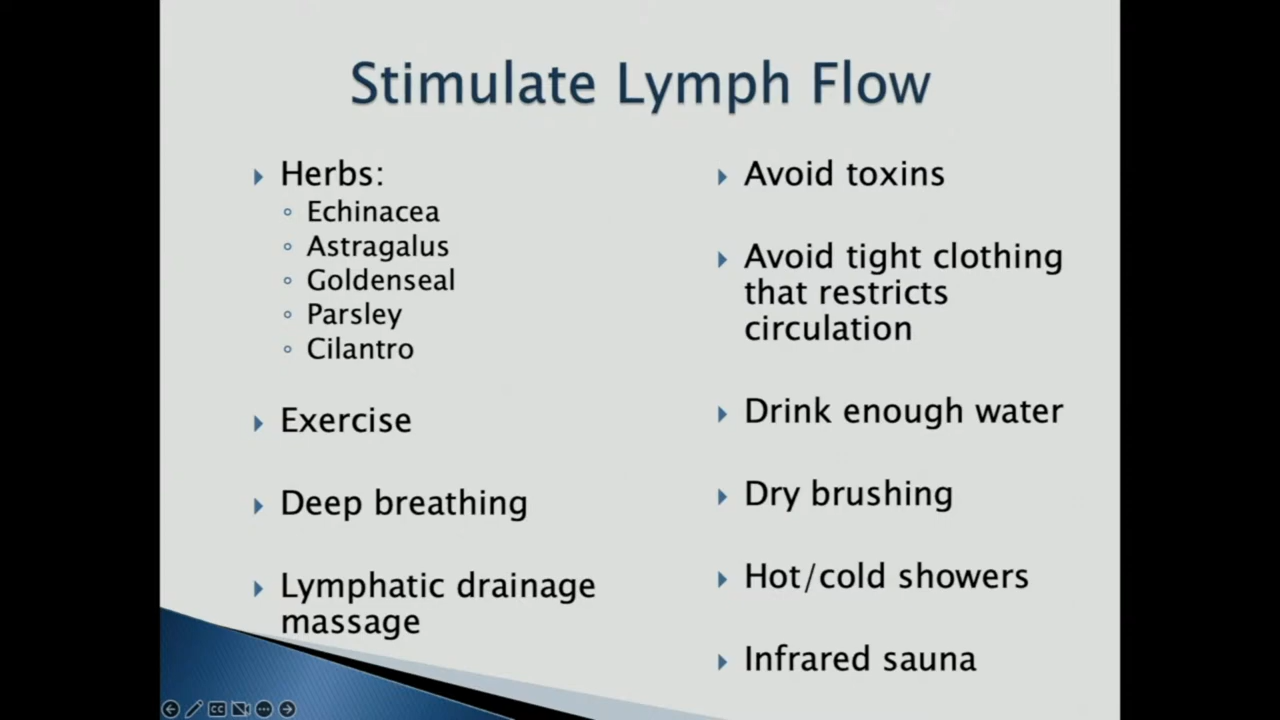 Stimulate Lymph Flow
Herbs:
Echinacea
Astragalus
Goldenseal
Parsley
Cilantro
Exercise
Deep breathing
Lymphatic drainage
massage
Avoid toxins
Avoid tight clothing
that restricts
circulation
Drink enough water
Dry brushing
Hot/cold showers
Infrared sauna
CC